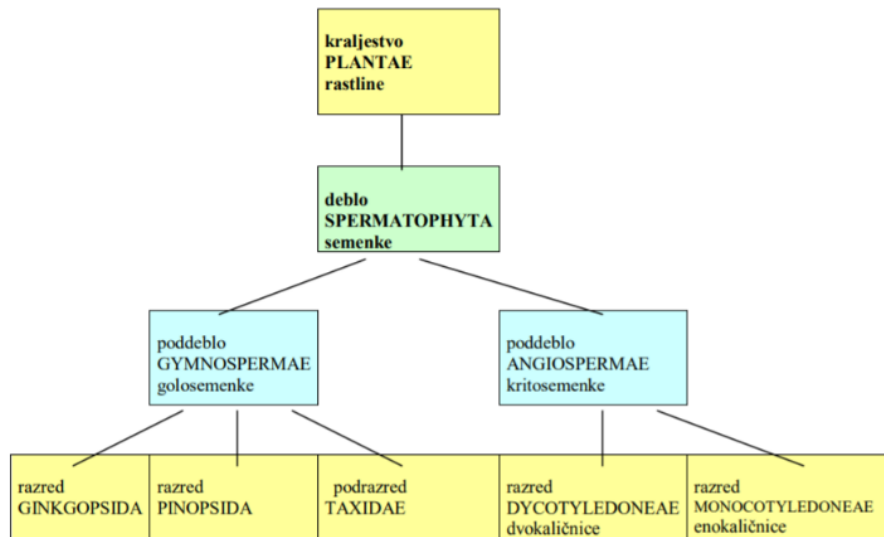 kraljestvo
PLANTAE
rastline
deblo
SPERMATOPHYTA
semenke
poddeblo
GYMNOSPERMAE
golosemenke
poddeblo
ANGIOSPERMAE
kritosemenke
razred
GINKGOPSIDA
razred
PINOPSIDA
podrazred
TAXIDAE
razred
DYCOTYLEDONEAE
dvokaličnice
razred
MONOCOTYLEDONEAE
enokaličnice